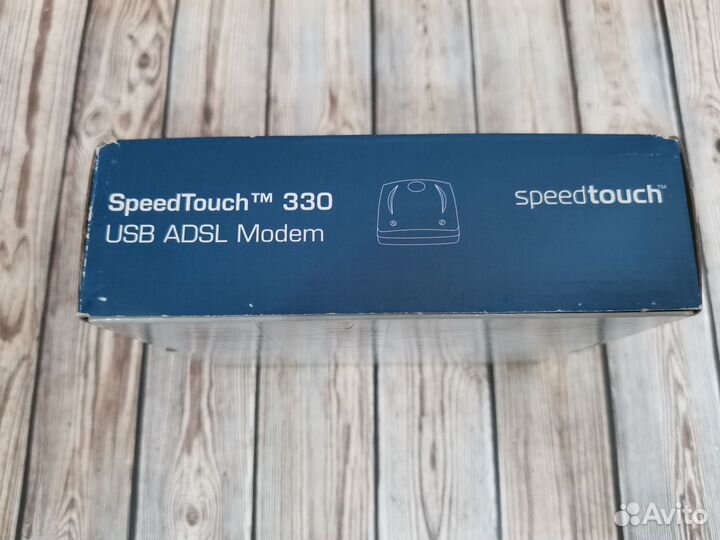 SpeedTouch™ 330
USB ADSL Modem
speedtouch™
Avito